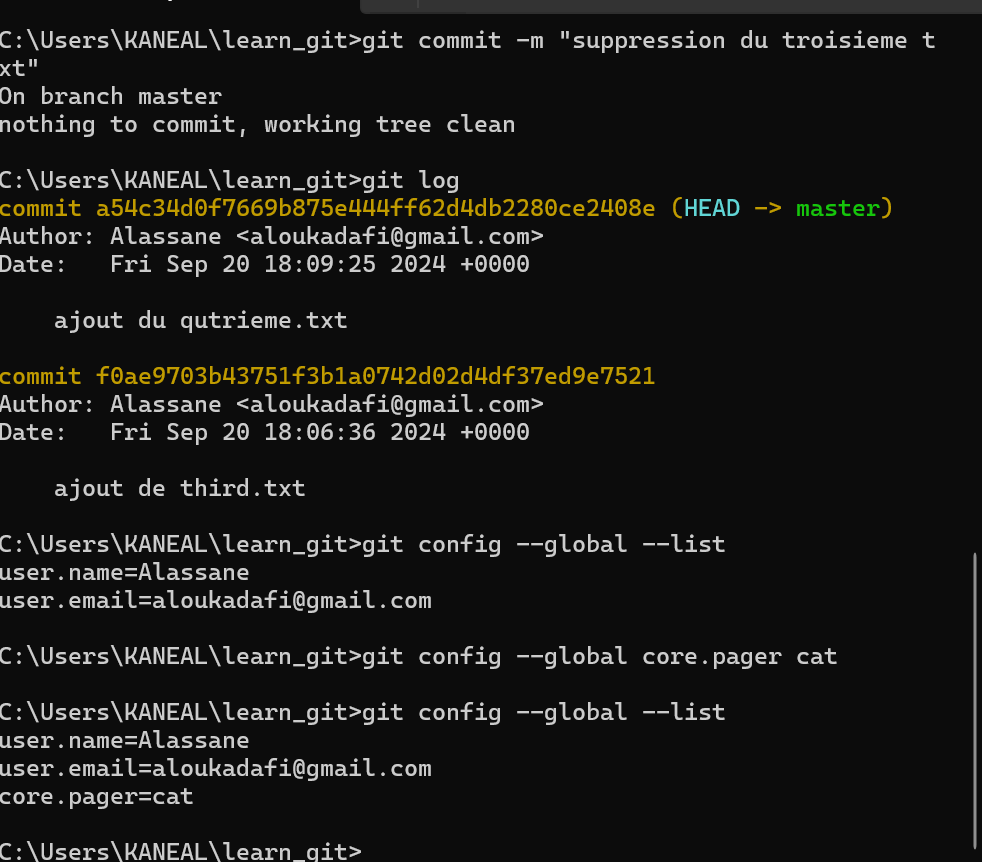 C:\Users\KANEAL\learn_git>git commit -m "suppression du troisieme t
xt"
On branch master
nothing to commit, working tree clean
C:\Users\KANEAL\learn_git>git log
commit a54c34d0f7669b875e444ff62d4db2280ce2408e (HEAD -> master)
Author: Alassane <aloukadafi@gmail.com>
Date:   Fri Sep 20 18:09:25 2024 +0000
    ajout du qutrieme.txt
commit f0ae9703b43751f3b1a0742d02d4df37ed9e7521
Author: Alassane <aloukadafi@gmail.com>
Date:   Fri Sep 20 18:06:36 2024 +0000
    ajout de third.txt
C:\Users\KANEAL\learn_git>git config --global --list
user.name=Alassane
user.email=aloukadafi@gmail.com
C:\Users\KANEAL\learn_git>git config --global core.pager cat
C:\Users\KANEAL\learn_git>git config --global --list
user.name=Alassane
user.email=aloukadafi@gmail.com
core.pager=cat
C:\Users\KANEAL\learn_git>